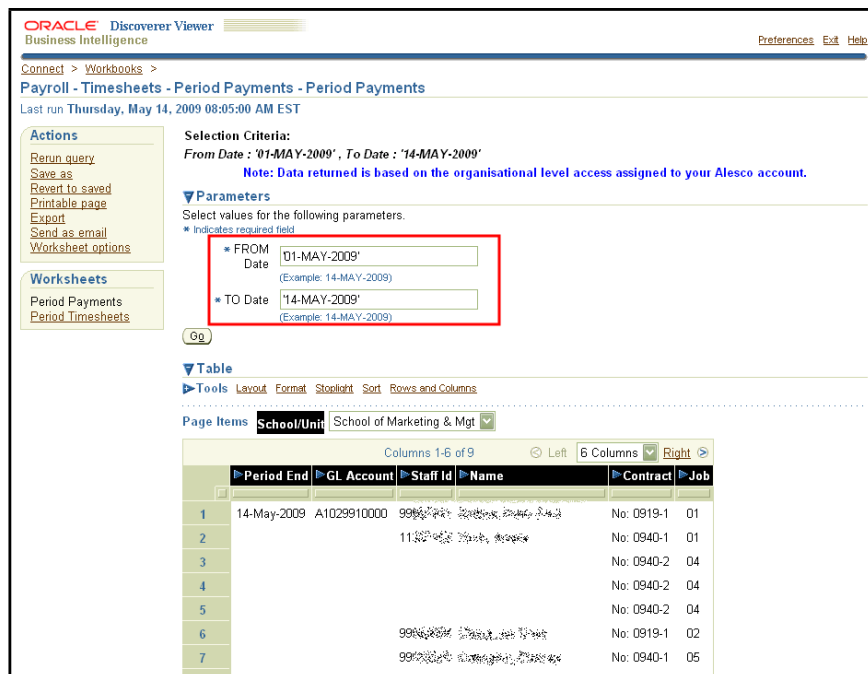 ORACLE Discoverer Viewer
Business Intelligence
Preferences Exit Help
Connect > Workbooks >
Payroll - Timesheets - Period Payments - Period Payments
Last run Thursday, May 14, 2009 08:05:00 AM EST
Actions
Rerun query
Save as
Revert to saved
Printable page
Export
Send as email
Worksheet options
Worksheets
Period Payments
Period Timesheets
Selection Criteria:
From Date : '01-MAY-2009' , To Date : '14-MAY-2009'
Note: Data returned is based on the organisational level access assigned to your Alesco account.
Parameters
Select values for the following parameters.
* Indicates required field
* FROM Date '01-MAY-2009'
(Example: 14-MAY-2009)
* TO Date '14-MAY-2009'
(Example: 14-MAY-2009)
Go
Table
Tools Layout Format Stoplight Sort Rows and Columns
Page Items School/Unit School of Marketing & Mgt
Columns 1-6 of 9 Left 6 Columns Right
Period End GL Account Staff Id Name Contract Job
1 14-May-2009 A1029910000 No: 0919-1 01
2 No: 0940-1 01
3 No: 0940-2 04
4 No: 0940-2 04
5 No: 0940-2 04
6 No: 0919-1 02
7 No: 0940-1 05